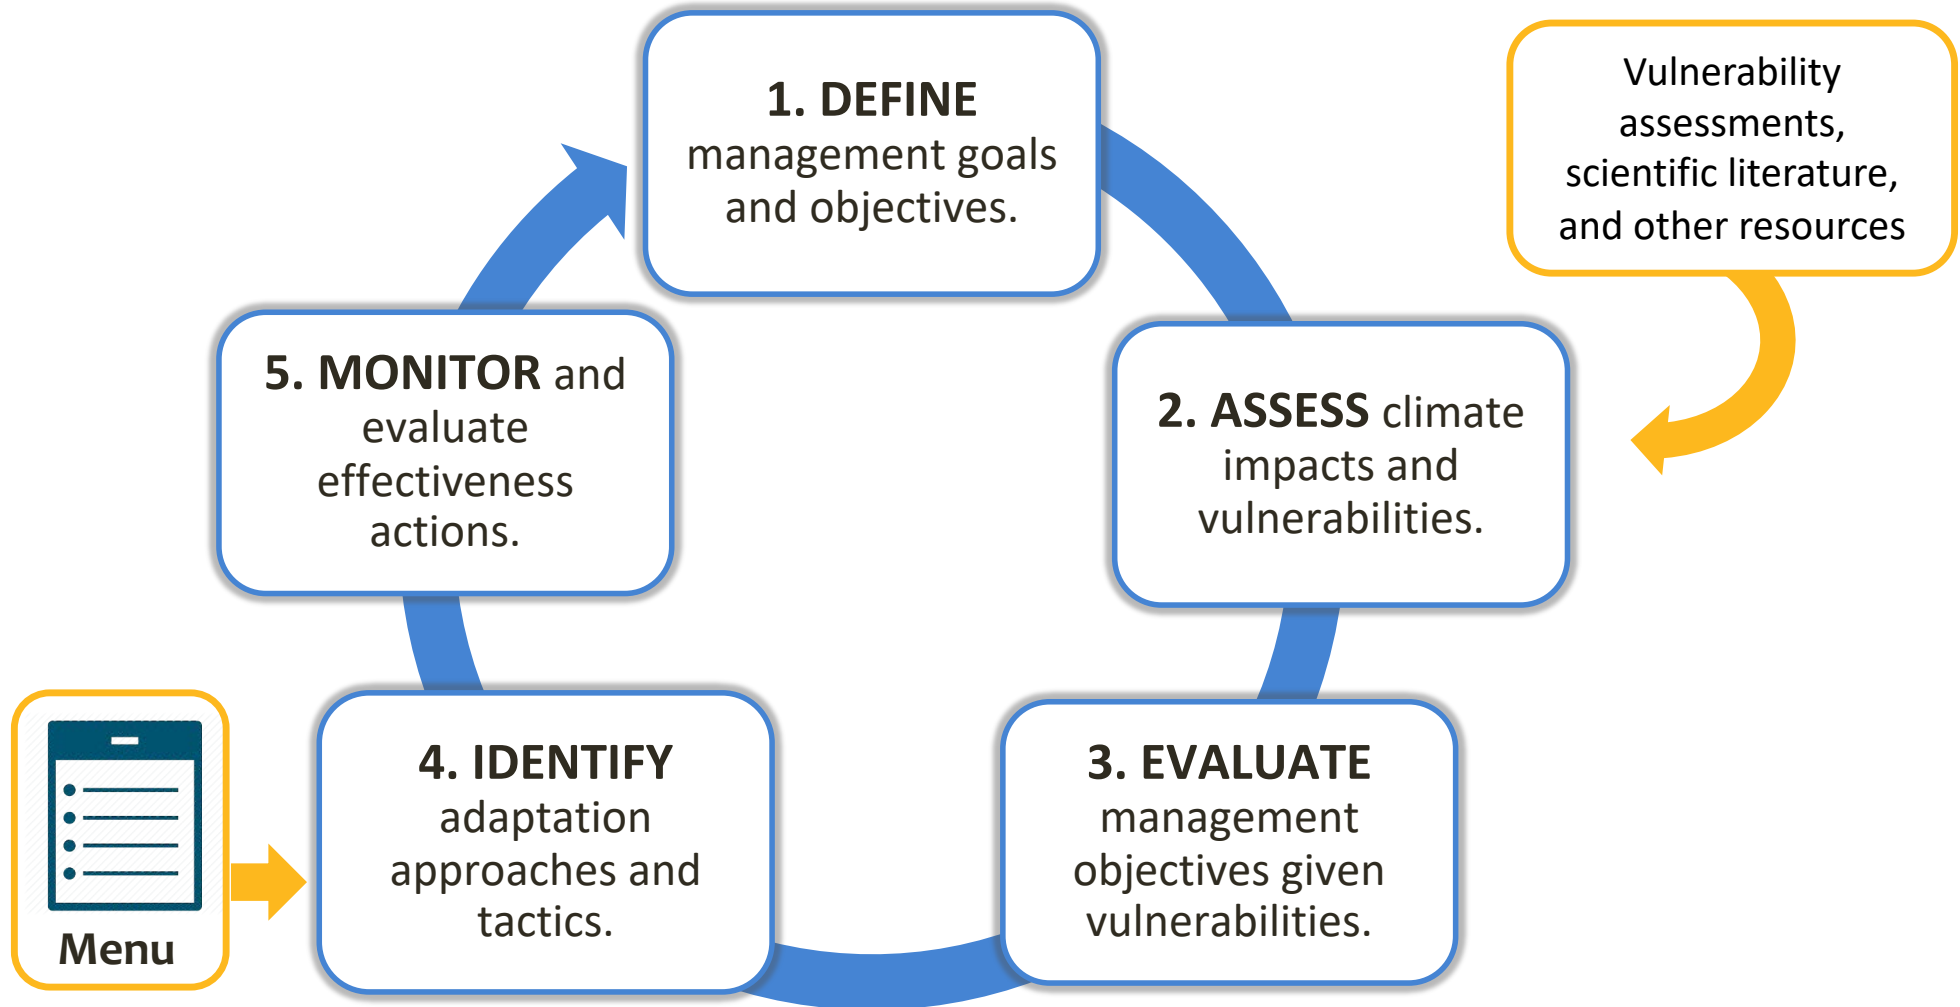 1. DEFINE
management goals
and objectives.
Vulnerability
assessments,
scientific literature,
and other resources
2. ASSESS climate
impacts and
vulnerabilities.
3. EVALUATE
management
objectives given
vulnerabilities.
4. IDENTIFY
adaptation
approaches and
tactics.
Menu
5. MONITOR and
evaluate
effectiveness
actions.